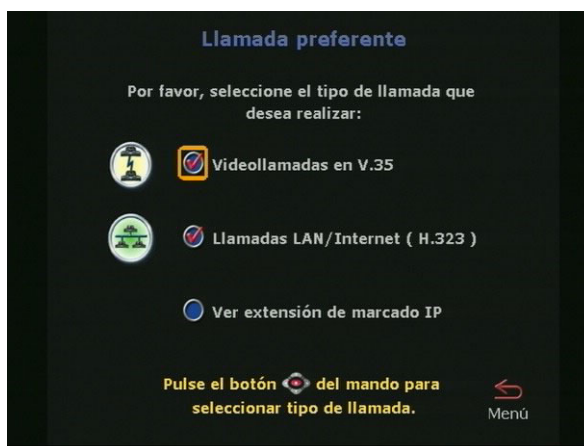 Llamada preferente
Por favor, seleccione el tipo de llamada que
desea realizar:
Videollamadas en V.35
Llamadas LAN/Internet ( H.323 )
Ver extensión de marcado IP
Pulse el botón del mando para
seleccionar tipo de llamada.
Menú